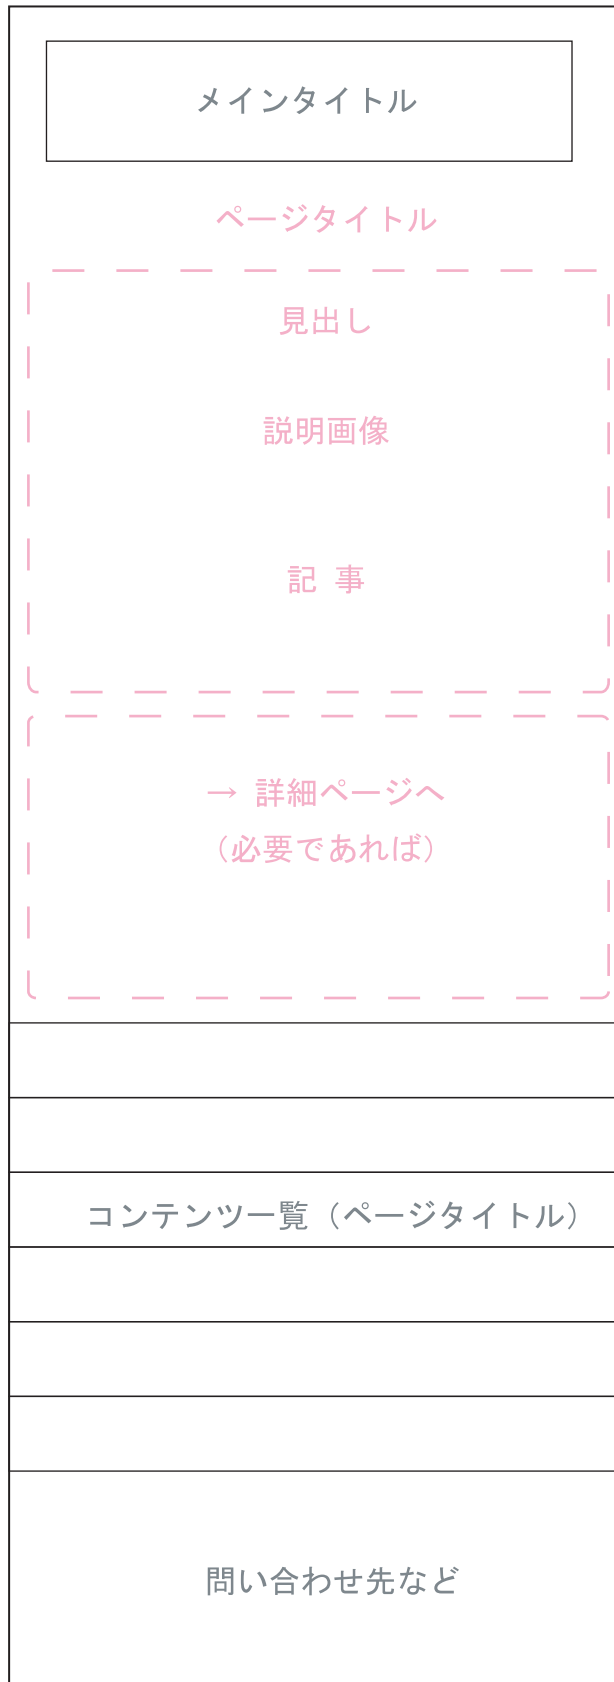 メインタイトル
ページタイトル
見出し
説明画像
記 事
→ 詳細ページへ
（必要であれば）
コンテンツ一覧（ページタイトル）
問い合わせ先など